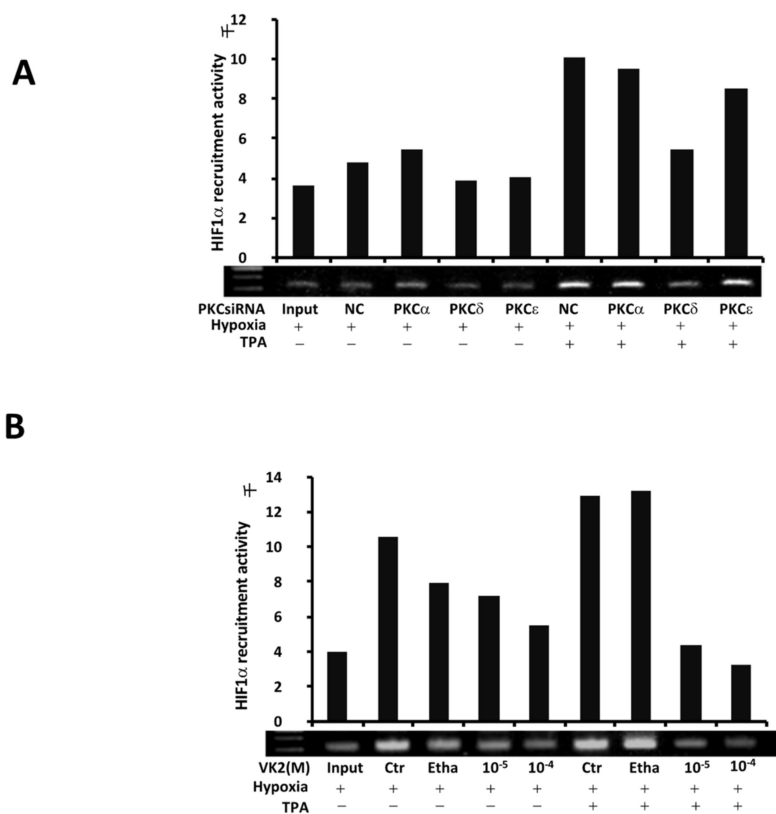 A
HIF1α recruitment activity
干
12
10
8
6
4
2
0
PKCsiRNA Input NC PKCα PKCδ PKCε NC PKCα PKCδ PKCε
Hypoxia + + + + + + + + +
TPA − − − − − + + + +
B
HIF1α recruitment activity
干
14
12
10
8
6
4
2
0
VK2(M) Input Ctr Etha 10⁻⁵ 10⁻⁴ Ctr Etha 10⁻⁵ 10⁻⁴
Hypoxia + + + + + + + + +
TPA − − − − − + + + +